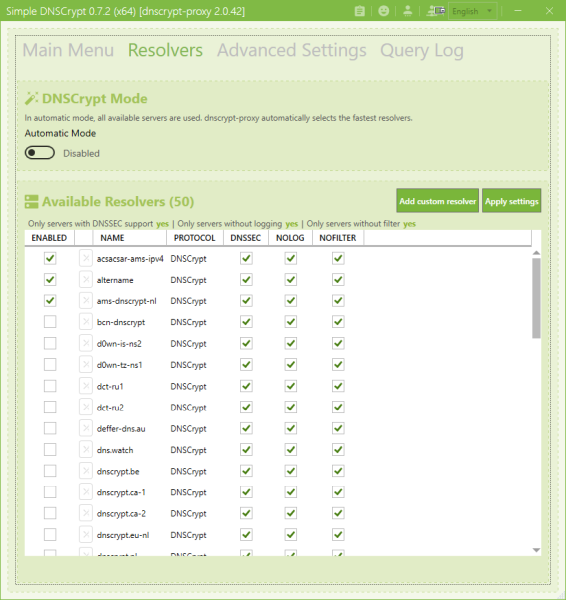 Simple DNSCrypt 0.7.2 (x64) [dnscrypt-proxy 2.0.42] English
Main Menu Resolvers Advanced Settings Query Log
DNSCrypt Mode
In automatic mode, all available servers are used. dnscrypt-proxy automatically selects the fastest resolvers.
Automatic Mode
Disabled
Available Resolvers (50) Add custom resolver Apply settings
Only servers with DNSSEC support yes | Only servers without logging yes | Only servers without filter yes
ENABLED NAME PROTOCOL DNSSEC NOLOG NOFILTER
acsacsar-ams-ipv4 DNSCrypt
altername DNSCrypt
ams-dnscrypt-nl DNSCrypt
bcn-dnscrypt DNSCrypt
d0wn-is-ns2 DNSCrypt
d0wn-tz-ns1 DNSCrypt
dct-ru1 DNSCrypt
dct-ru2 DNSCrypt
deffer-dns.au DNSCrypt
dns.watch DNSCrypt
dnscrypt.be DNSCrypt
dnscrypt.ca-1 DNSCrypt
dnscrypt.ca-2 DNSCrypt
dnscrypt.eu-nl DNSCrypt
DNSCrypt